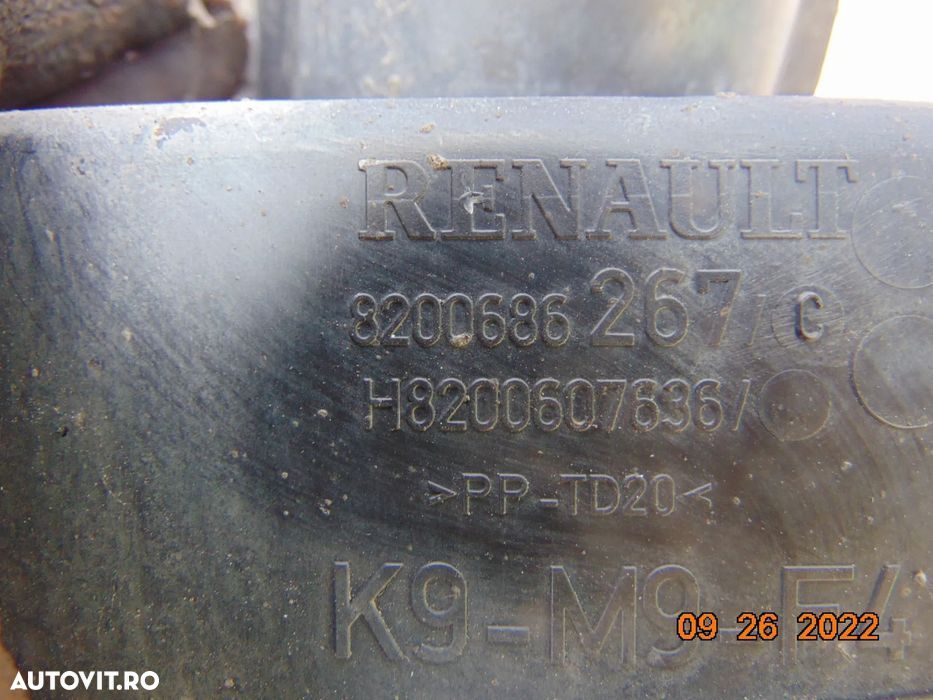 RENAULT
8200686 267/C
H8200607636/
>PP-TD20<
K9-M9-F4
09 26 2022
AUTOVIT.RO